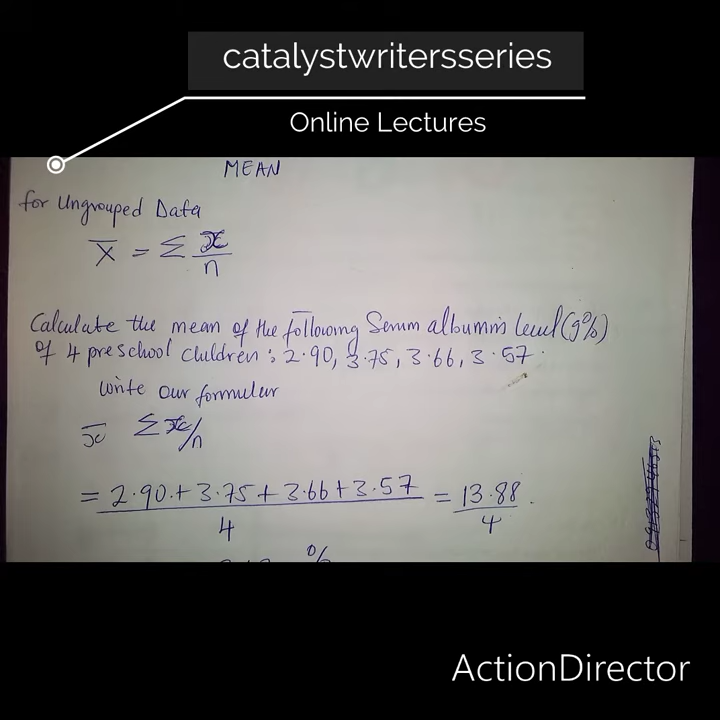 catalystwritersseries
Online Lectures
MEAN
for Ungrouped Data
X̅ = Σ x/n
Calculate the mean of the following Serum albumins level (g%)
of 4 preschool children : 2.90, 3.75, 3.66, 3.57.
Write our formular
x̅ Σx/n
= 2.90 + 3.75 + 3.66 + 3.57 / 4 = 13.88 / 4
%
ActionDirector